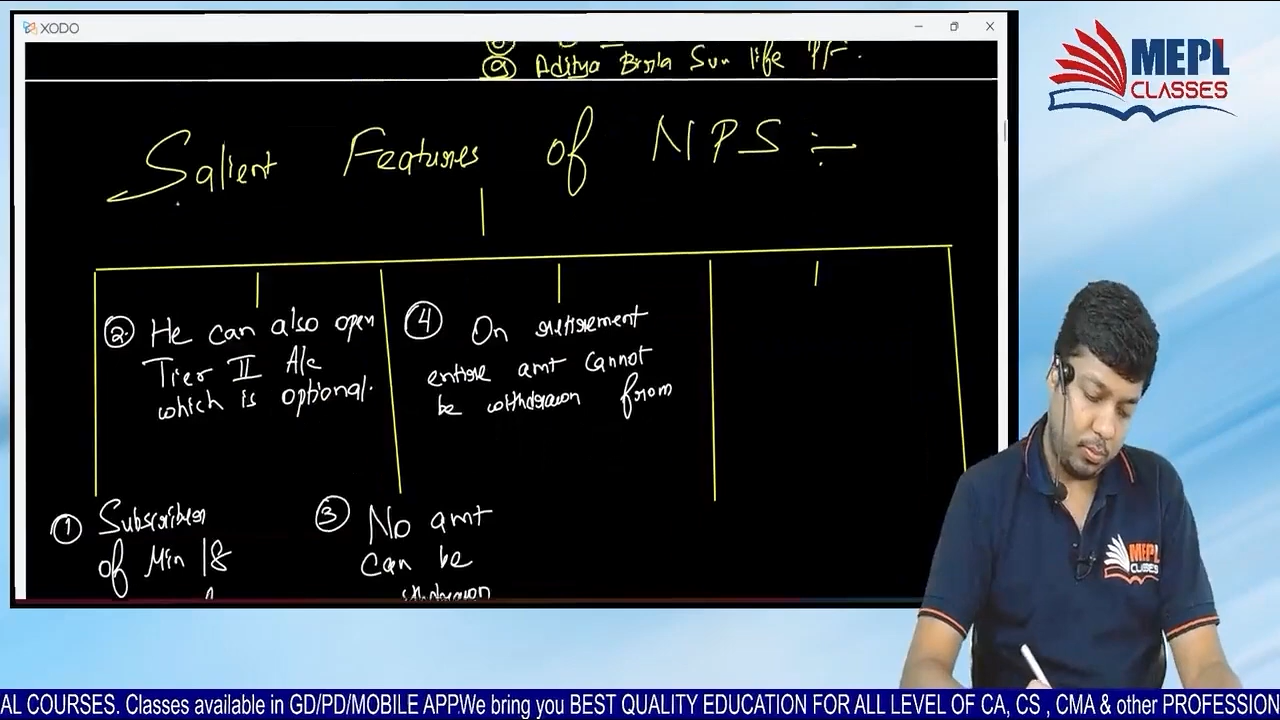 XODO
⑨ Aditya Birla Sun life PF.
Salient Features of NPS :-
② He can also open
Tier II A/c
which is optional.
④ On retirement
entire amt cannot
be withdrawn from
① Subscriber
of Min 18
③ No amt
can be
withdrawn
MEPL
CLASSES
MEPL
CLASSES
AL COURSES. Classes available in GD/PD/MOBILE APPWe bring you BEST QUALITY EDUCATION FOR ALL LEVEL OF CA, CS , CMA & other PROFESSION